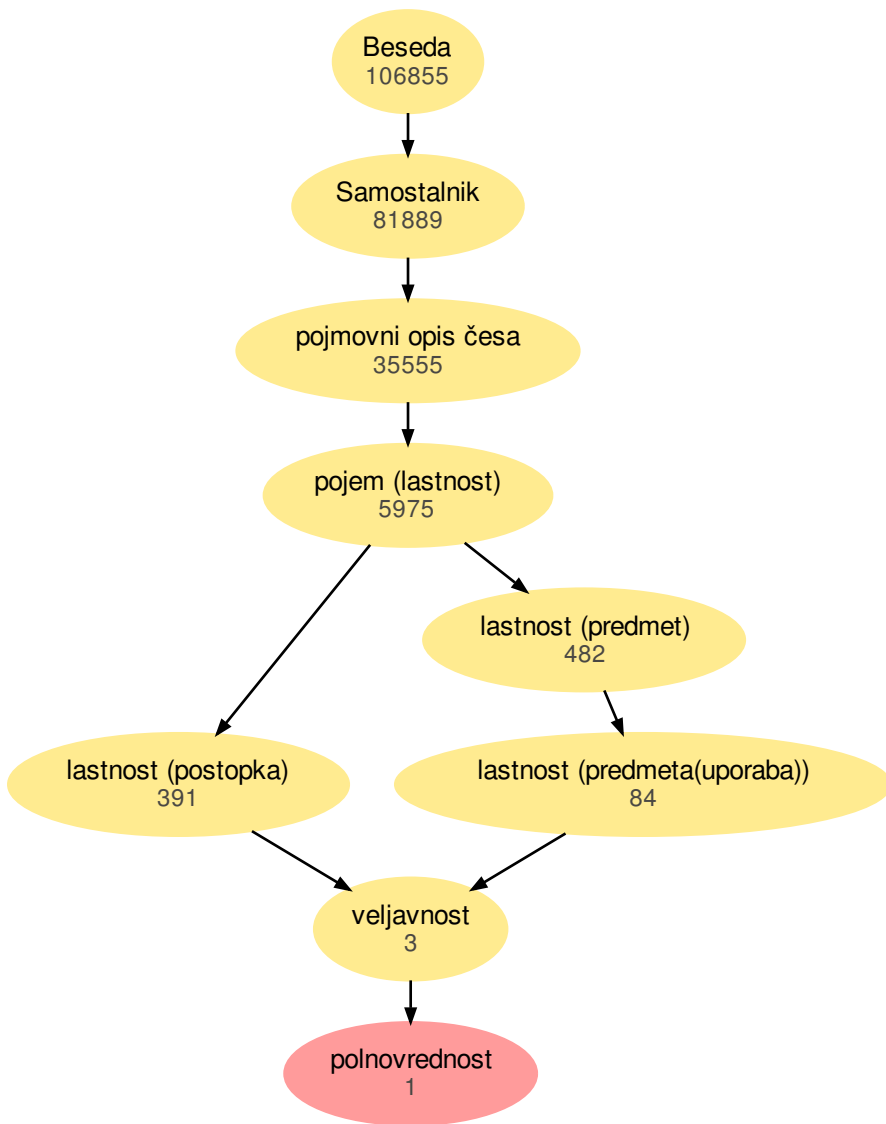 Beseda
106855
Samostalnik
81889
pojmovni opis česa
35555
pojem (lastnost)
5975
lastnost (predmet)
482
lastnost (postopka)
391
lastnost (predmeta(uporaba))
84
veljavnost
3
polnovrednost
1